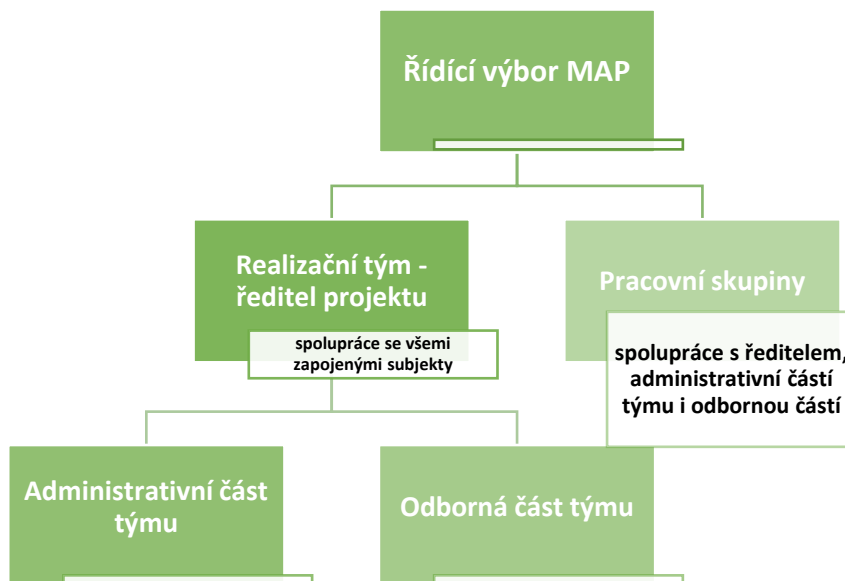 Řídící výbor MAP
Realizační tým -
ředitel projektu
spolupráce se všemi
zapojenými subjekty
Pracovní skupiny
spolupráce s ředitelem,
administrativní částí
týmu i odbornou částí
Administrativní část
týmu
Odborná část týmu